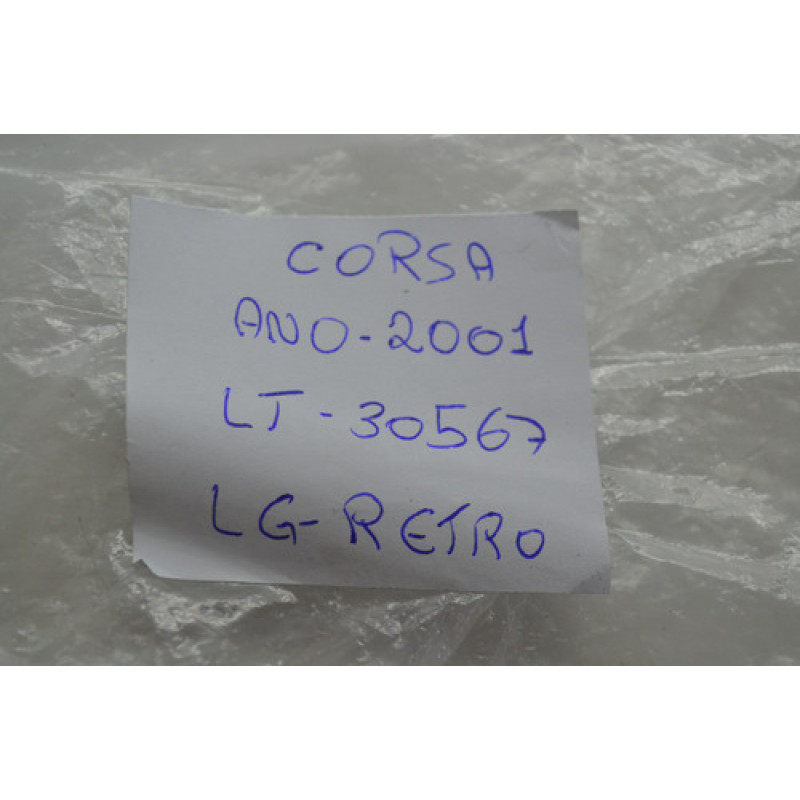 CORSA
ANO-2001
LT-30567
LG-RETRO